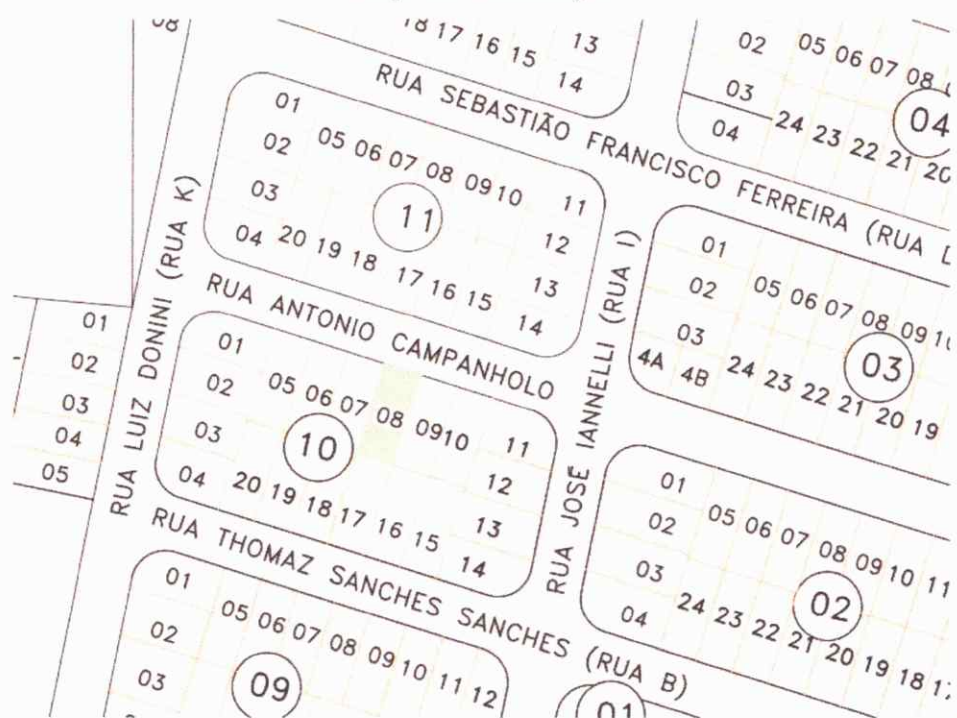 08
18 17 16 15
13
14
RUA SEBASTIÃO FRANCISCO FERREIRA (RUA
02
03
04
05 06 07 08
04
24 23 22 21 20
01
02
03
04
05 06 07 08 09 10
11
12
13
14
11
20 19 18 17 16 15
RUA LUIZ DONINI (RUA K)
RUA ANTONIO CAMPANHOLO
RUA JOSÉ IANNELLI (RUA I)
01
02
03
4A 4B
05 06 07 08 09 10
03
24 23 22 21 20 19
01
02
03
04
05
01
02
03
04
05 06 07 08 09 10
11
12
13
14
10
20 19 18 17 16 15
RUA THOMAZ SANCHES SANCHES (RUA B)
01
02
03
04
05 06 07 08 09 10 11
02
24 23 22 21 20 19 18
01
02
03
05 06 07 08 09 10 11 12
09
01